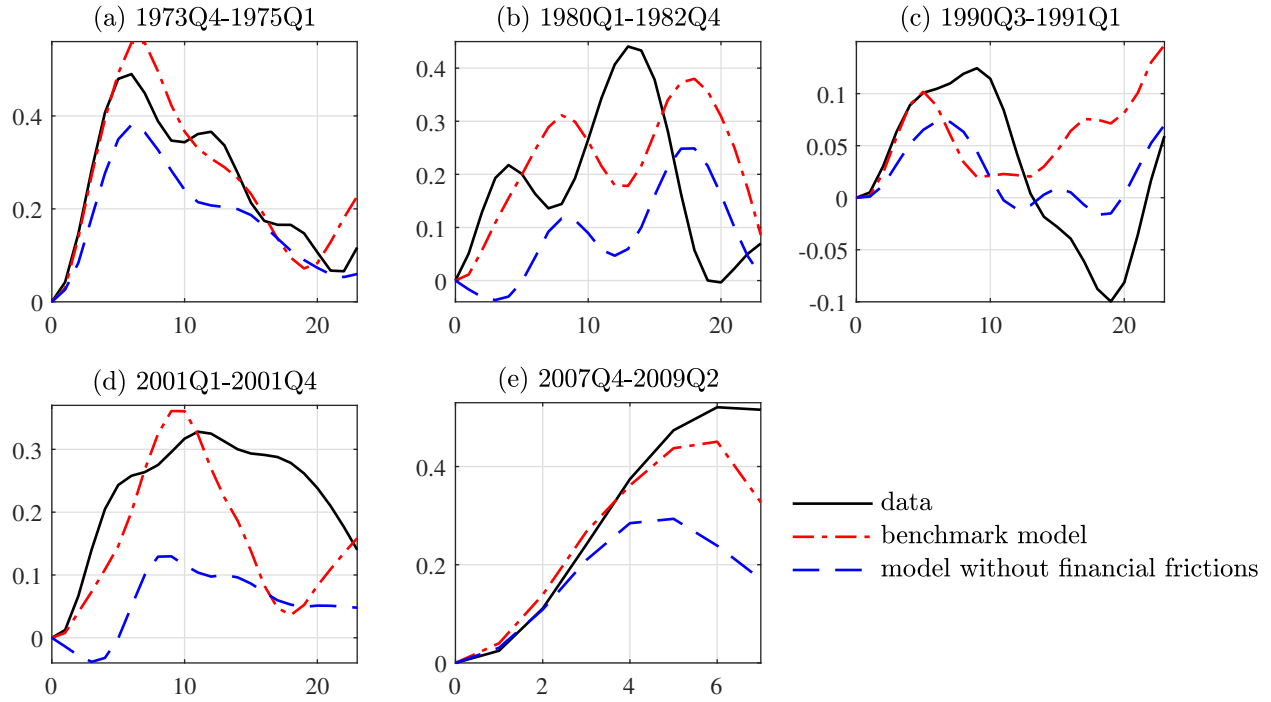 (a) 1973Q4-1975Q1
(b) 1980Q1-1982Q4
(c) 1990Q3-1991Q1
0.4
0.2
0
0 10 20
0.4
0.3
0.2
0.1
0
0 10 20
0.1
0.05
0
-0.05
-0.1
0 10 20
(d) 2001Q1-2001Q4
(e) 2007Q4-2009Q2
0.3
0.2
0.1
0
0 10 20
0.4
0.2
0
0 2 4 6
data
benchmark model
model without financial frictions